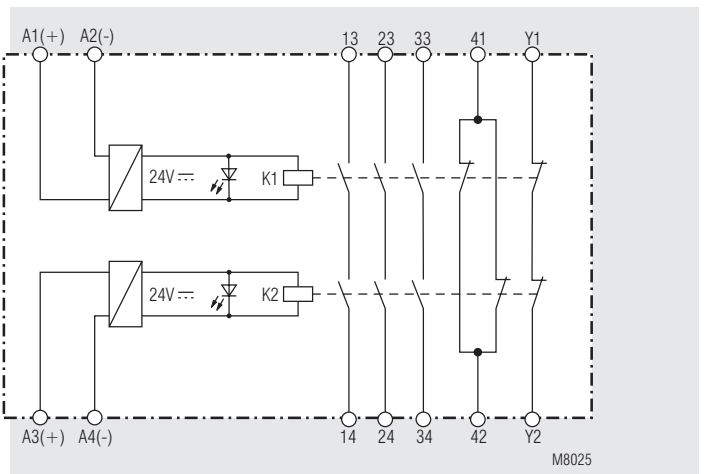 A1(+) A2(-) 13 23 33 41 Y1
24V K1
24V K2
A3(+) A4(-) 14 24 34 42 Y2
M8025